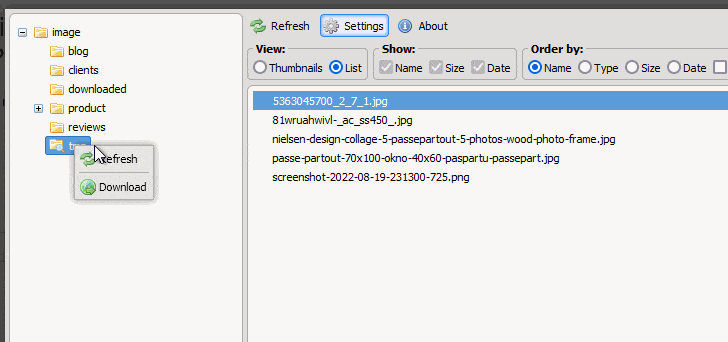 image
blog
clients
downloaded
product
reviews
Refresh
Download
Refresh Settings About
View: Show: Order by:
Thumbnails List Name Size Date Name Type Size Date
5363045700_2_7_1.jpg
81wruahwivl-_ac_ss450_.jpg
nielsen-design-collage-5-passepartout-5-photos-wood-photo-frame.jpg
passe-partout-70x100-okno-40x60-paspartu-passepart.jpg
screenshot-2022-08-19-231300-725.png